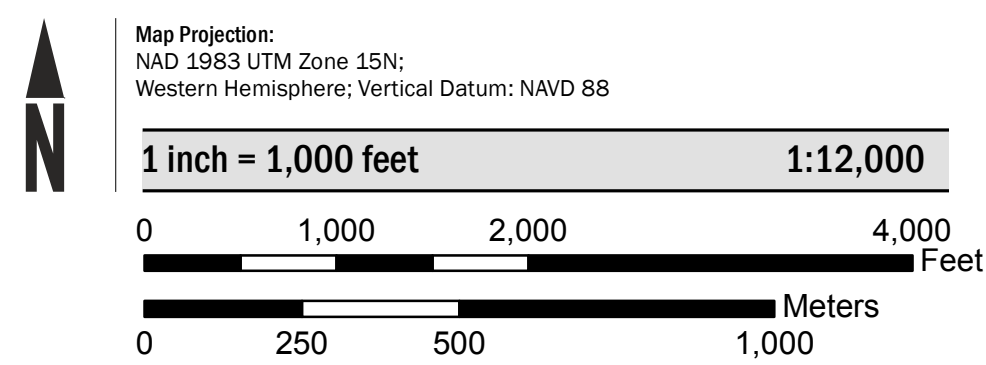 N
Map Projection:
NAD 1983 UTM Zone 15N;
Western Hemisphere; Vertical Datum: NAVD 88
1 inch = 1,000 feet 1:12,000
0 1,000 2,000 4,000
Feet
Meters
0 250 500 1,000